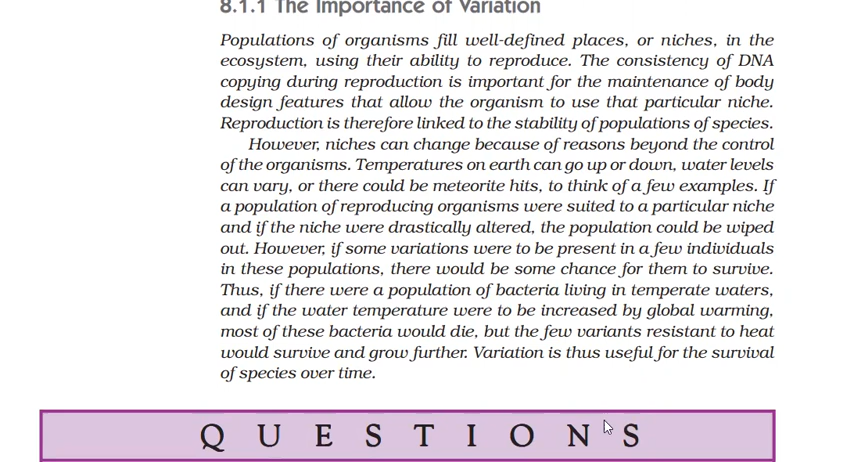 8.1.1 The Importance of Variation
Populations of organisms fill well-defined places, or niches, in the
ecosystem, using their ability to reproduce. The consistency of DNA
copying during reproduction is important for the maintenance of body
design features that allow the organism to use that particular niche.
Reproduction is therefore linked to the stability of populations of species.
However, niches can change because of reasons beyond the control
of the organisms. Temperatures on earth can go up or down, water levels
can vary, or there could be meteorite hits, to think of a few examples. If
a population of reproducing organisms were suited to a particular niche
and if the niche were drastically altered, the population could be wiped
out. However, if some variations were to be present in a few individuals
in these populations, there would be some chance for them to survive.
Thus, if there were a population of bacteria living in temperate waters,
and if the water temperature were to be increased by global warming,
most of these bacteria would die, but the few variants resistant to heat
would survive and grow further. Variation is thus useful for the survival
of species over time.
QUESTIONS